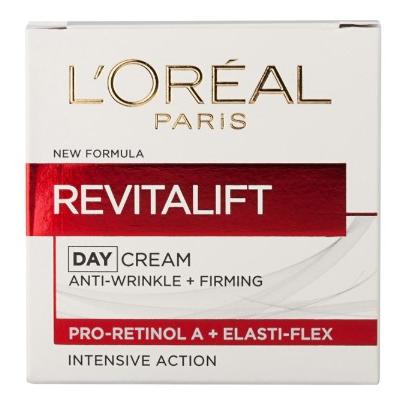 L'ORÉAL
PARiS
NEW FORMULA
REVITALIFT
DAY CREAM
ANTI-WRINKLE + FIRMING
PRO-RETINOL A + ELASTI-FLEX
INTENSIVE ACTION